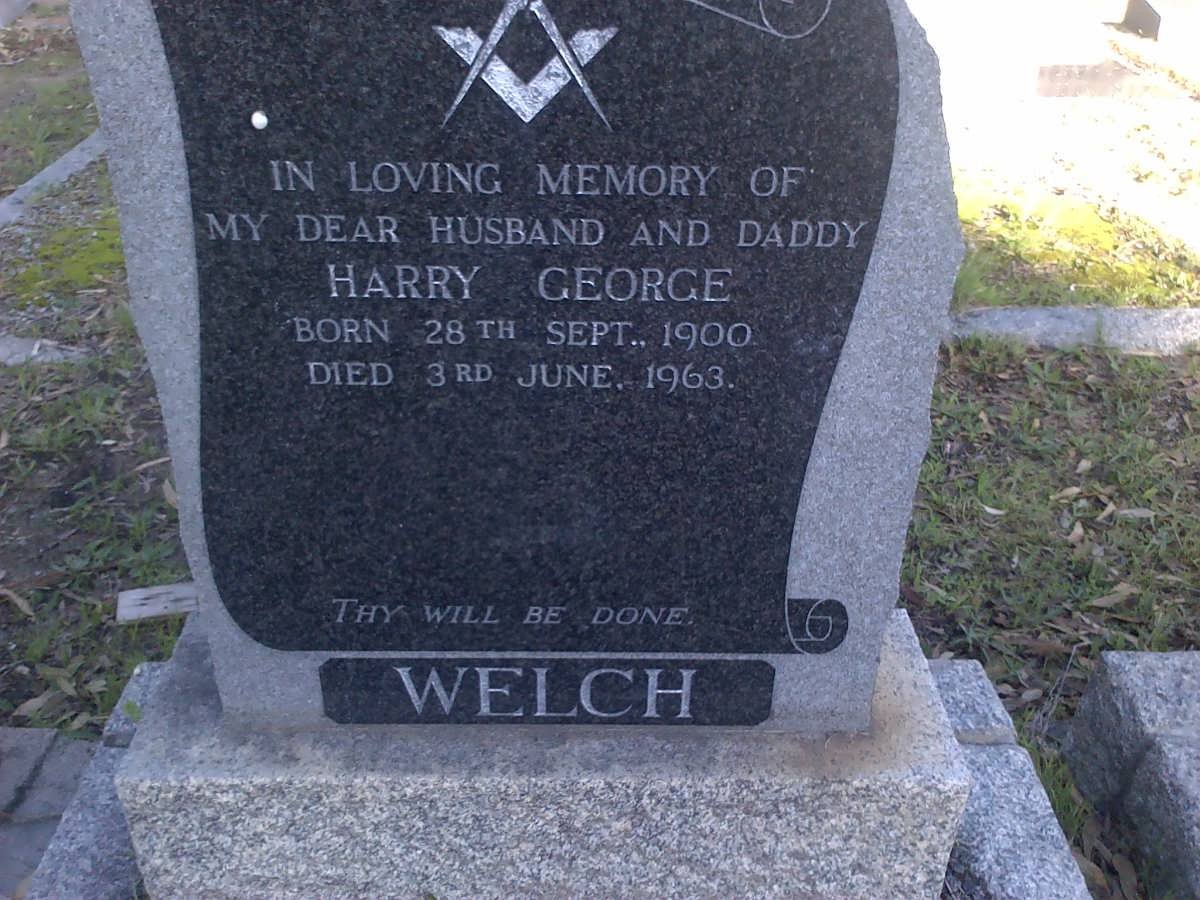 IN LOVING MEMORY OF
MY DEAR HUSBAND AND DADDY
HARRY GEORGE
BORN 28TH SEPT., 1900
DIED 3RD JUNE, 1963.
THY WILL BE DONE.
WELCH